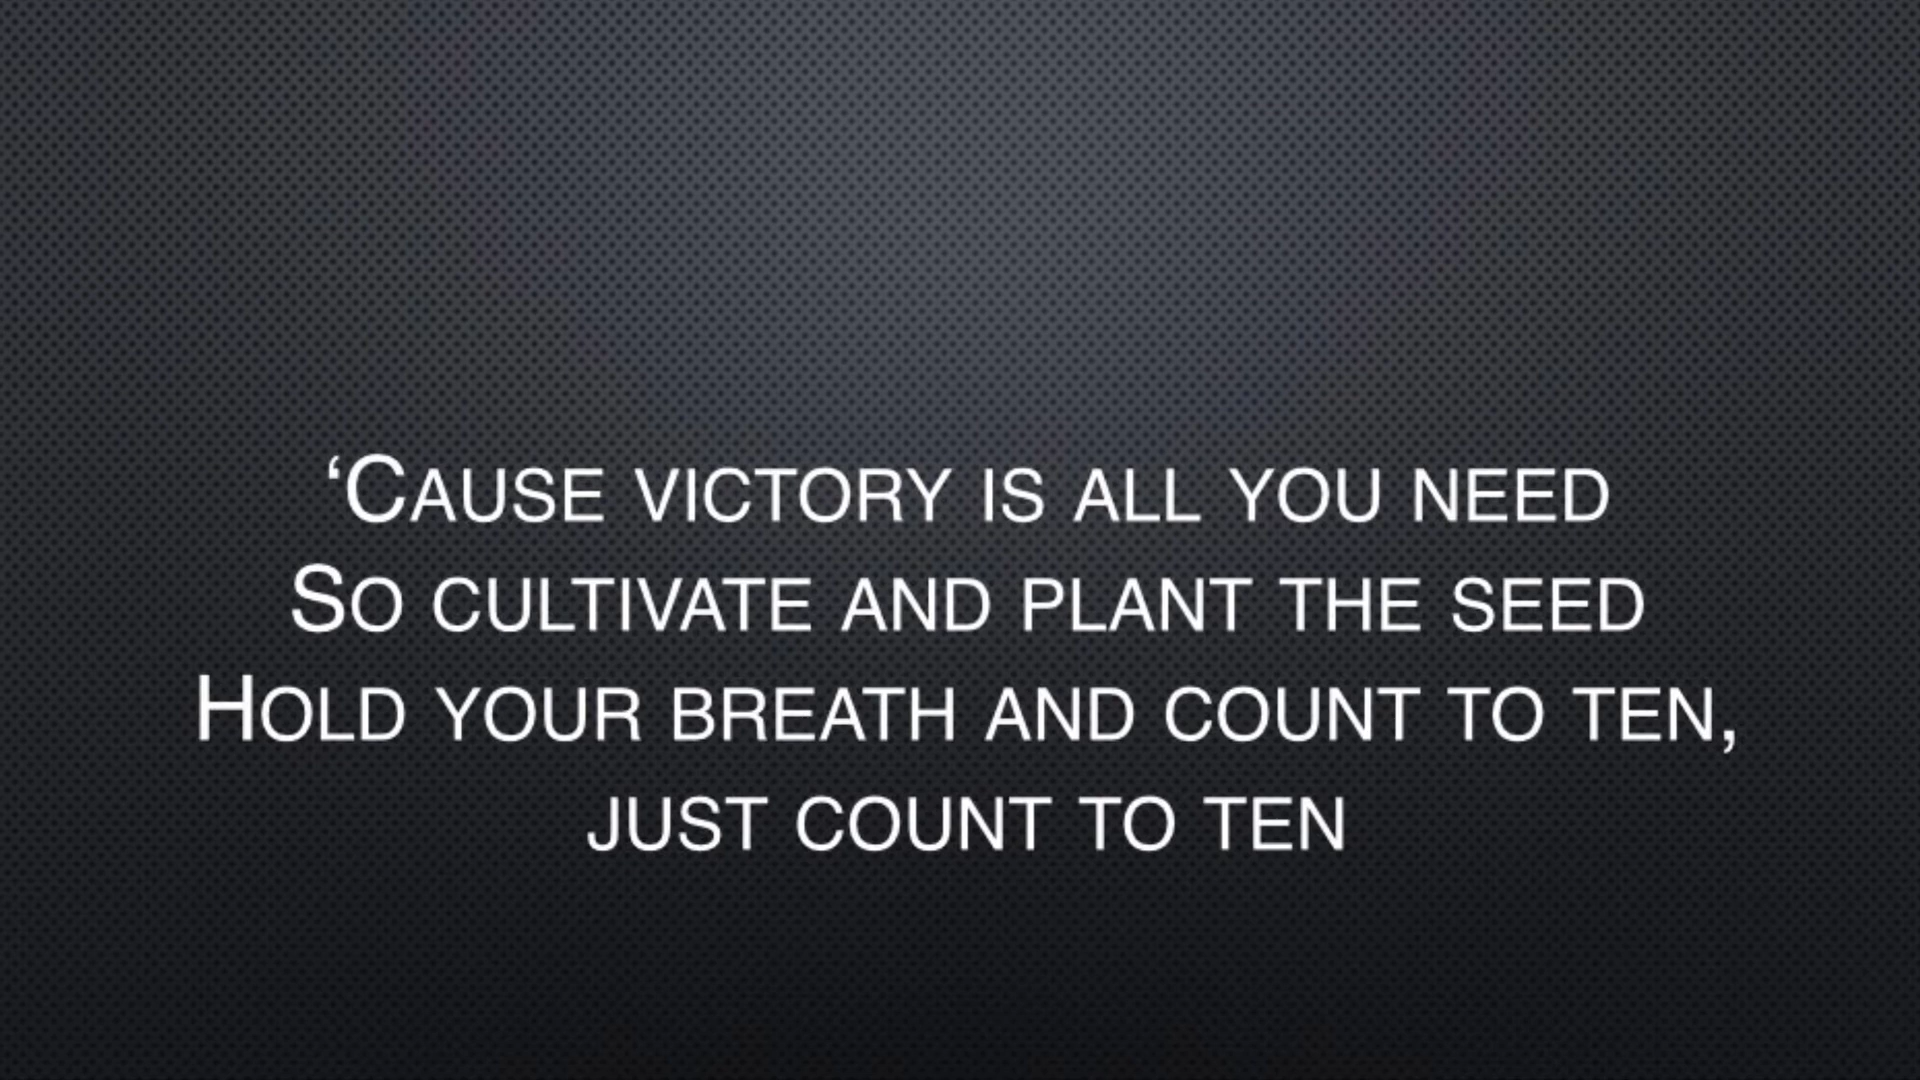 ‘Cause victory is all you need
So cultivate and plant the seed
Hold your breath and count to ten,
just count to ten